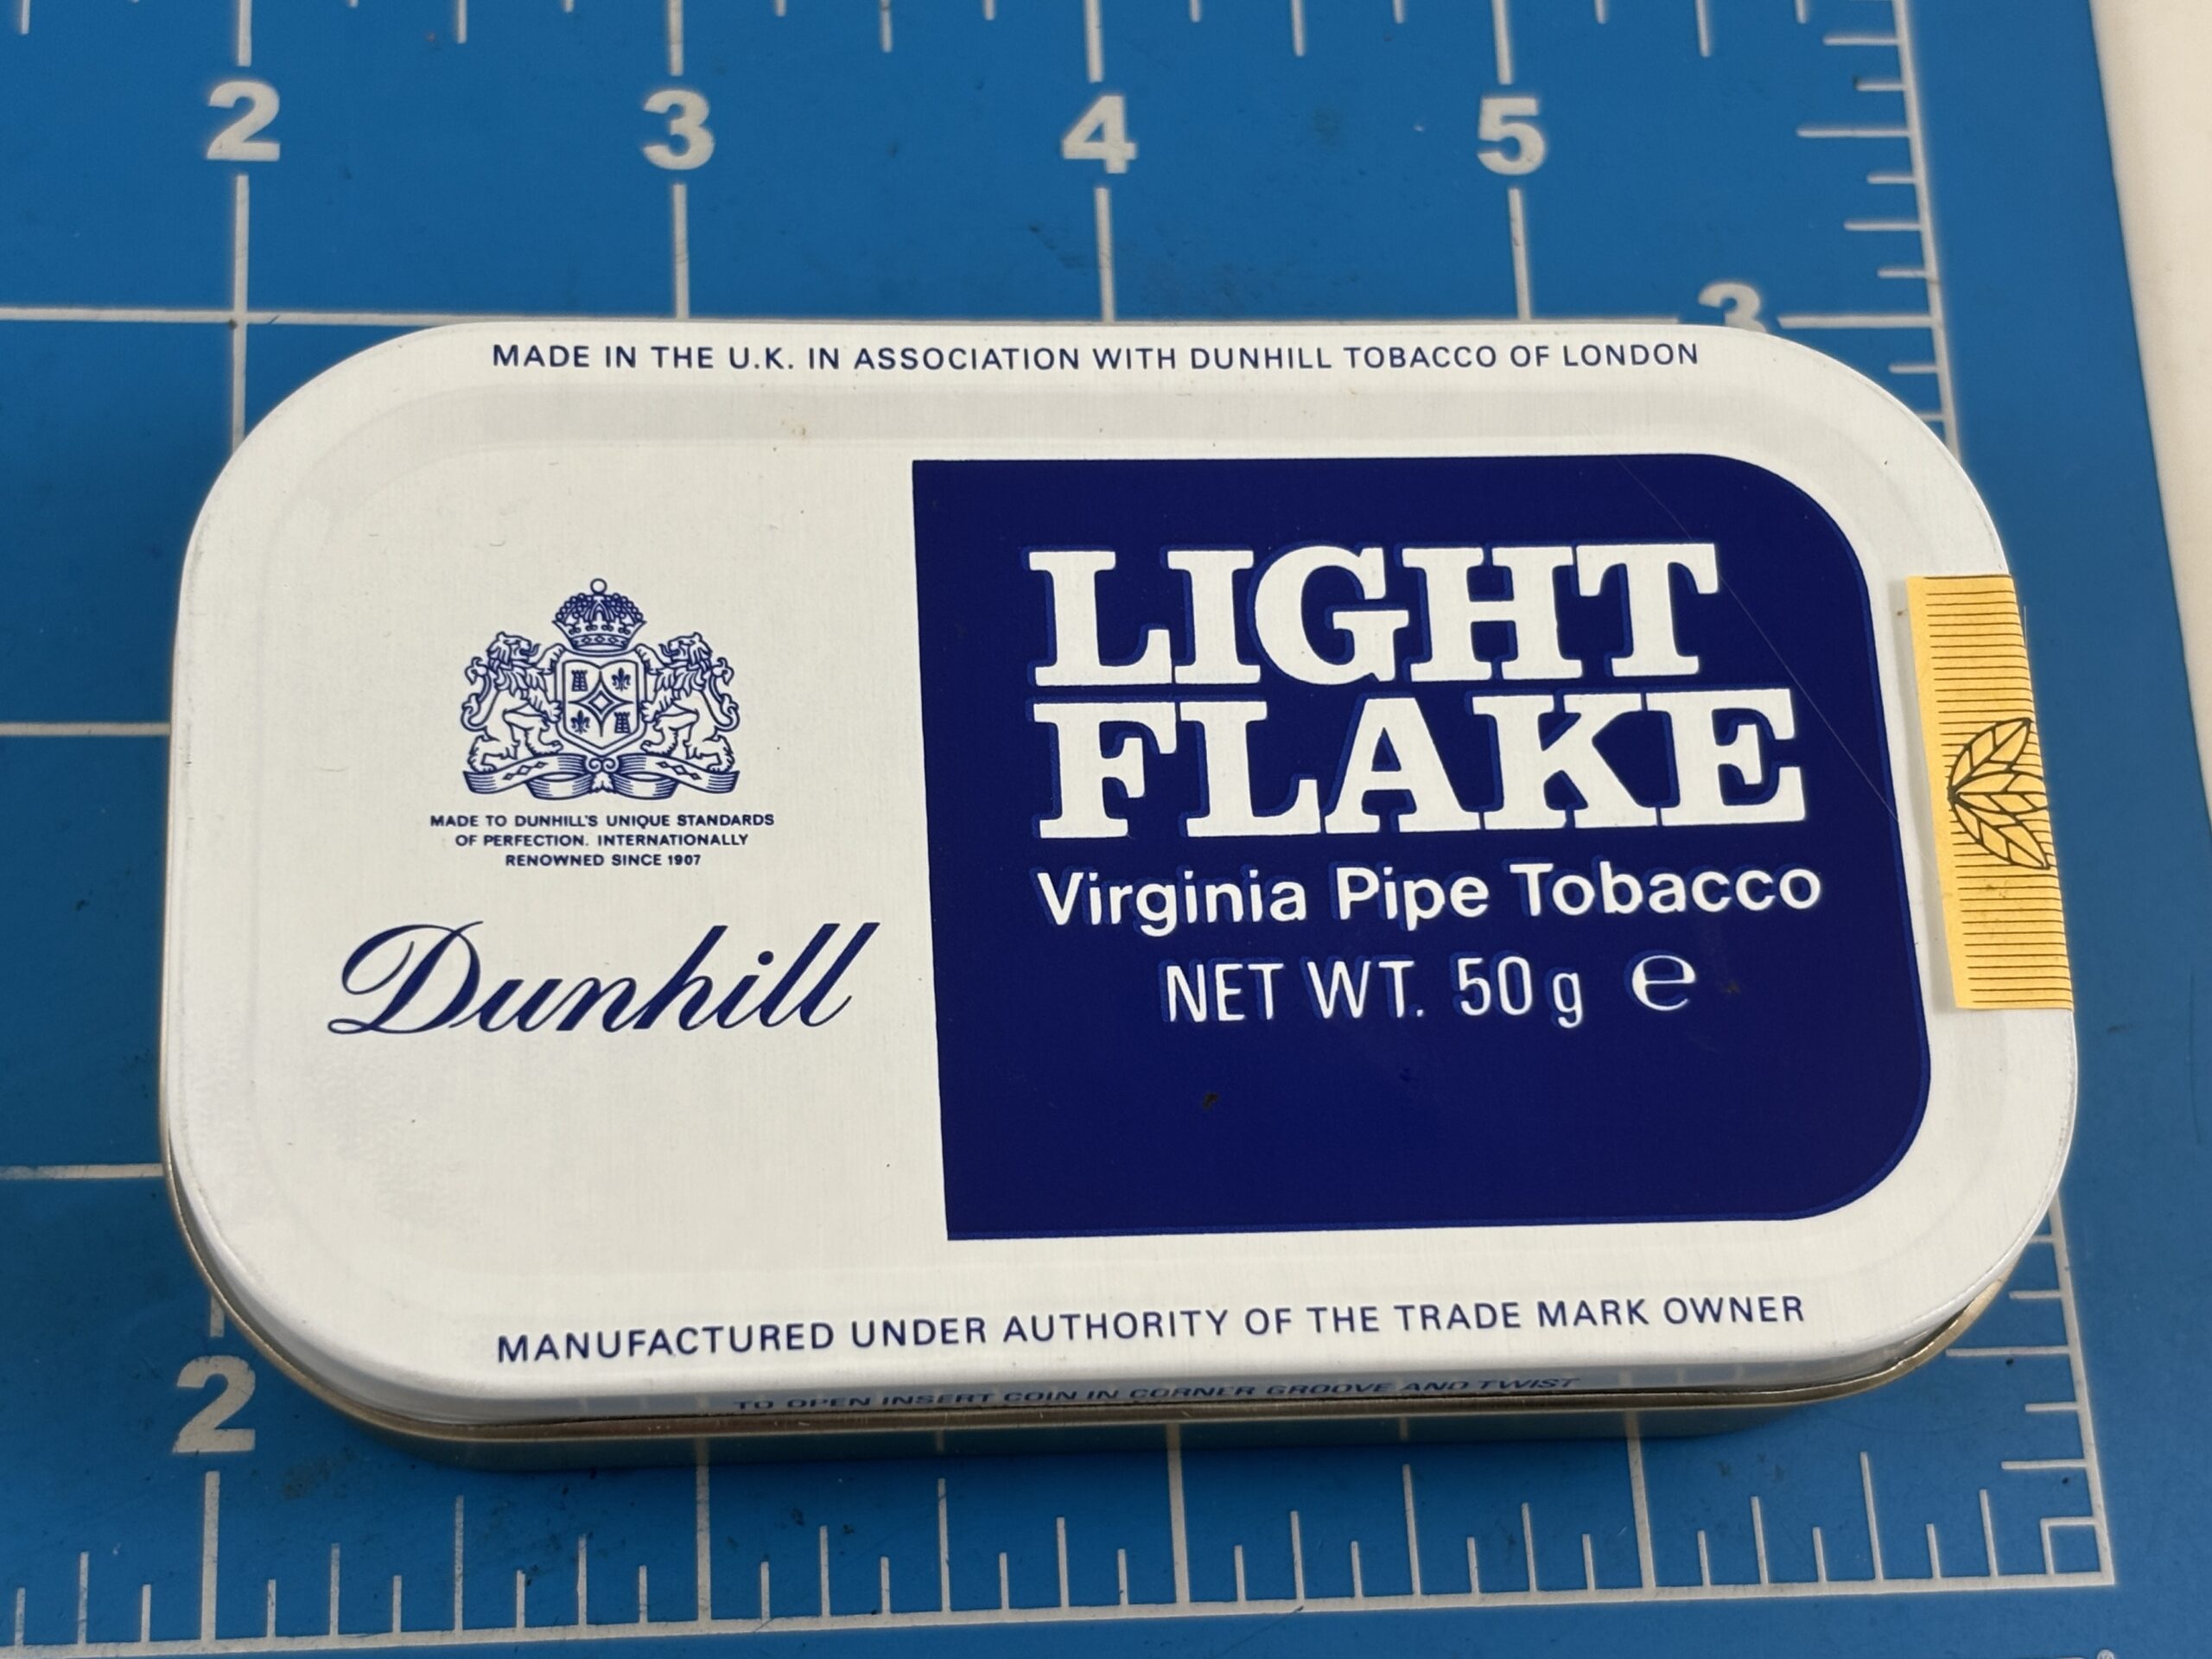 2 3 4 5
3
MADE IN THE U.K. IN ASSOCIATION WITH DUNHILL TOBACCO OF LONDON
MADE TO DUNHILL'S UNIQUE STANDARDS
OF PERFECTION. INTERNATIONALLY
RENOWNED SINCE 1907
Dunhill
LIGHT
FLAKE
Virginia Pipe Tobacco
NET WT. 50g ℮
MANUFACTURED UNDER AUTHORITY OF THE TRADE MARK OWNER
TO OPEN INSERT COIN IN CORNER GROOVE AND TWIST
2
®